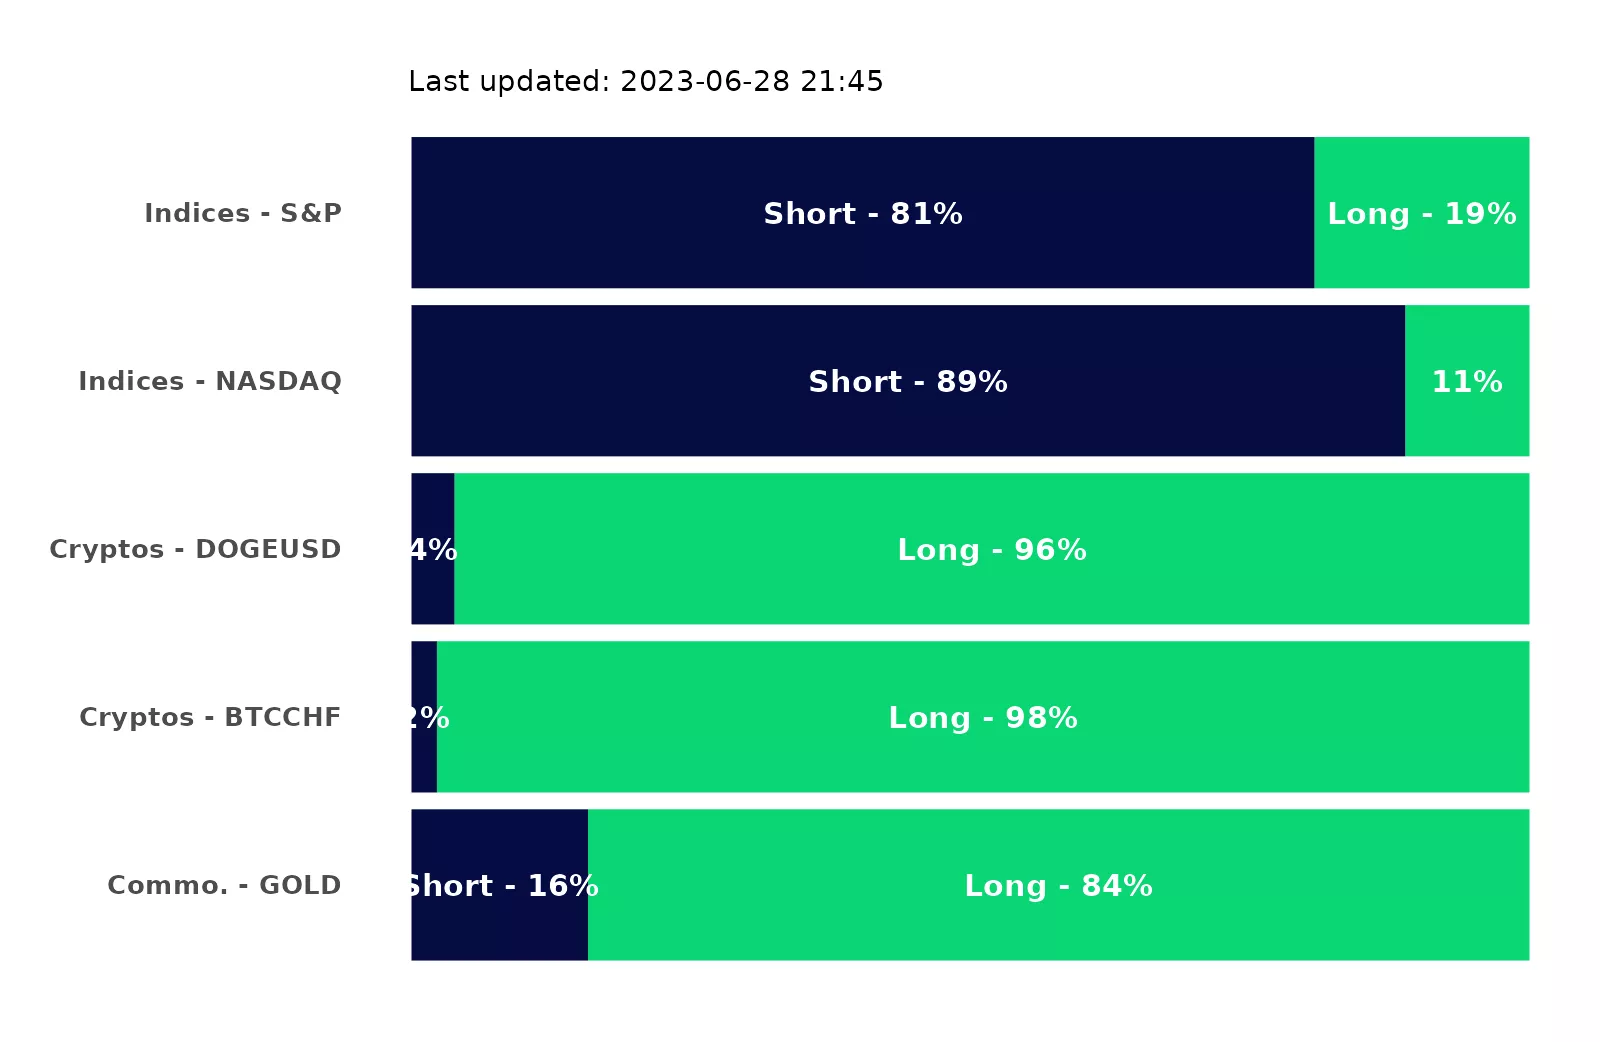 Last updated: 2023-06-28 21:45
Indices - S&P Short - 81% Long - 19%
Indices - NASDAQ Short - 89% 11%
Cryptos - DOGEUSD 4% Long - 96%
Cryptos - BTCCHF 2% Long - 98%
Commo. - GOLD Short - 16% Long - 84%